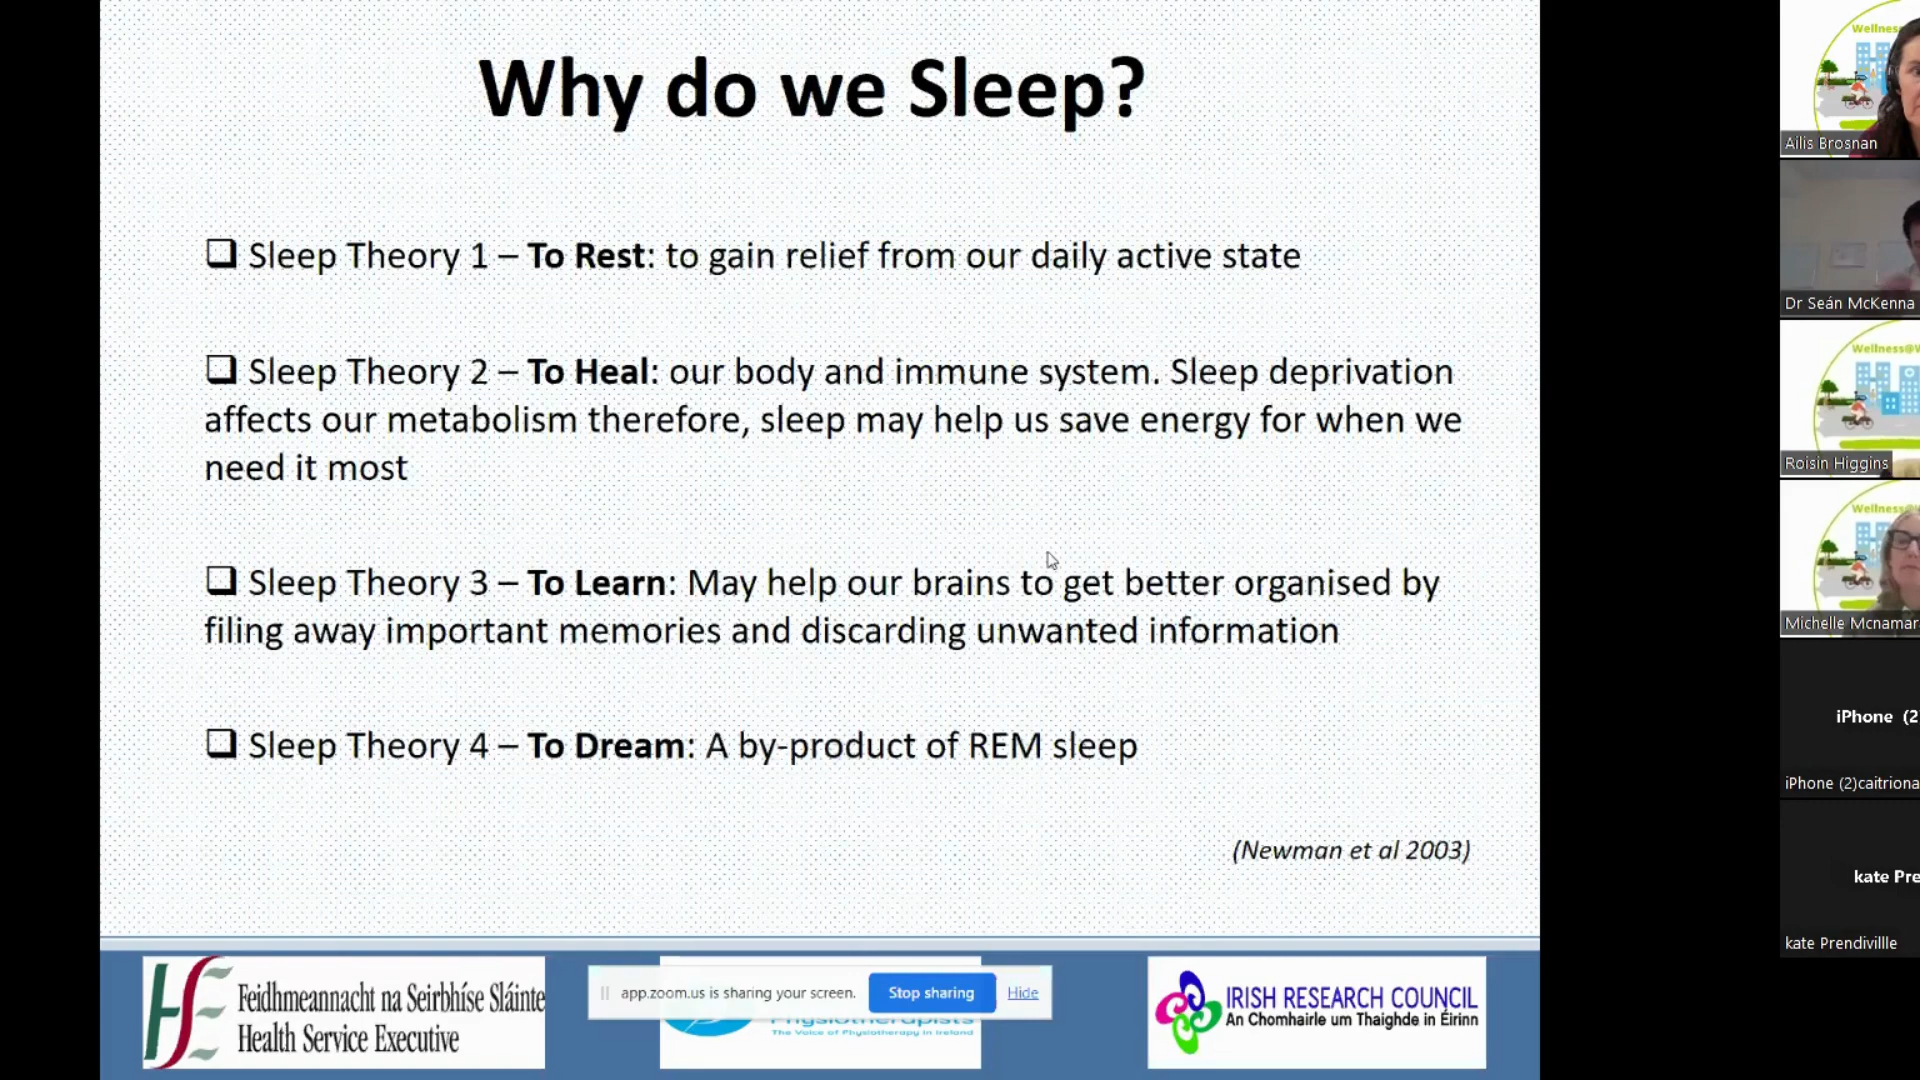 Why do we Sleep?
❑ Sleep Theory 1 – To Rest: to gain relief from our daily active state
❑ Sleep Theory 2 – To Heal: our body and immune system. Sleep deprivation
affects our metabolism therefore, sleep may help us save energy for when we
need it most
❑ Sleep Theory 3 – To Learn: May help our brains to get better organised by
filing away important memories and discarding unwanted information
❑ Sleep Theory 4 – To Dream: A by-product of REM sleep
(Newman et al 2003)
Feidhmeannacht na Seirbhíse Sláinte
Health Service Executive
app.zoom.us is sharing your screen.
Stop sharing
Hide
Physiotherapists
The Voice of Physiotherapy in Ireland
IRISH RESEARCH COUNCIL
An Chomhairle um Thaighde in Éirinn
Wellness
Ailis Brosnan
Dr Seán McKenna
Wellness@W
Roisin Higgins
Wellness
Michelle Mcnamar
iPhone (2
iPhone (2)caitriona
kate Pre
kate Prendivillle